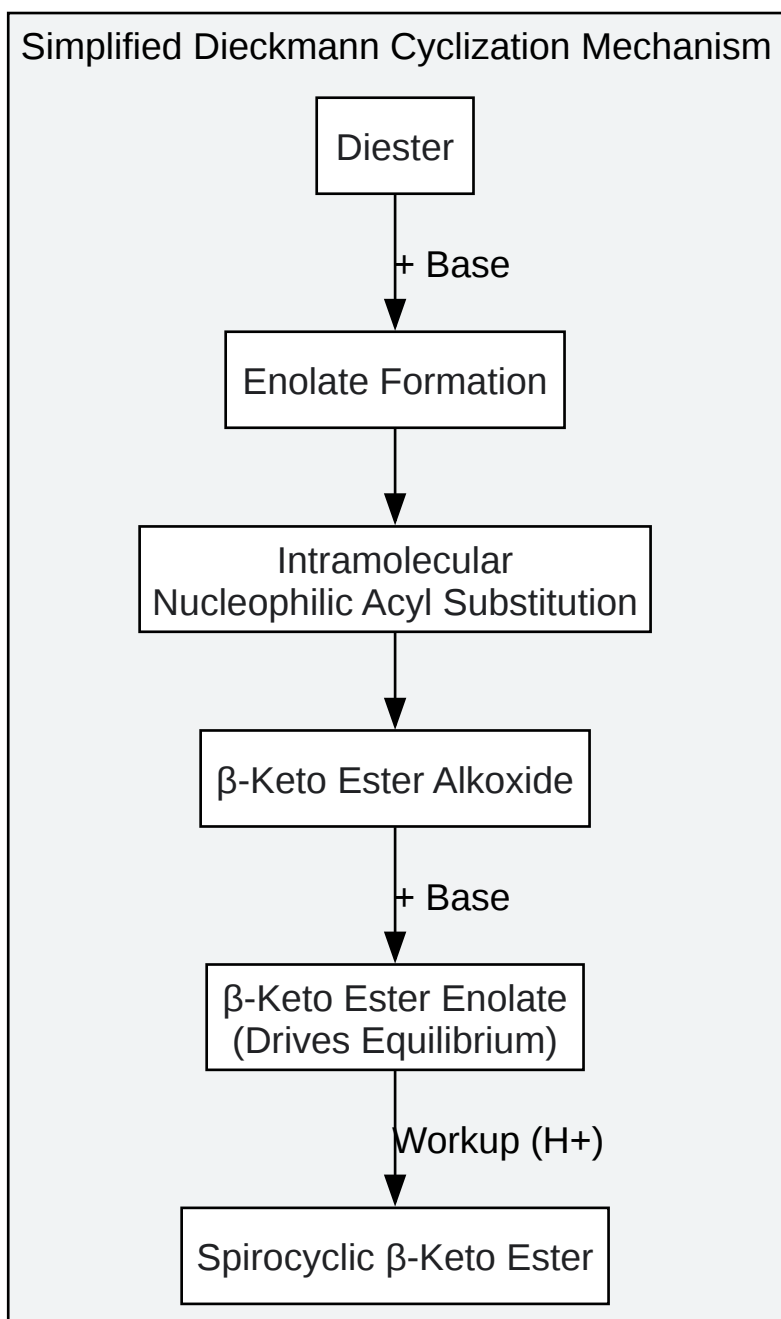 Simplified Dieckmann Cyclization Mechanism
Diester
+ Base
Enolate Formation
Intramolecular
Nucleophilic Acyl Substitution
β-Keto Ester Alkoxide
+ Base
β-Keto Ester Enolate
(Drives Equilibrium)
Workup (H+)
Spirocyclic β-Keto Ester